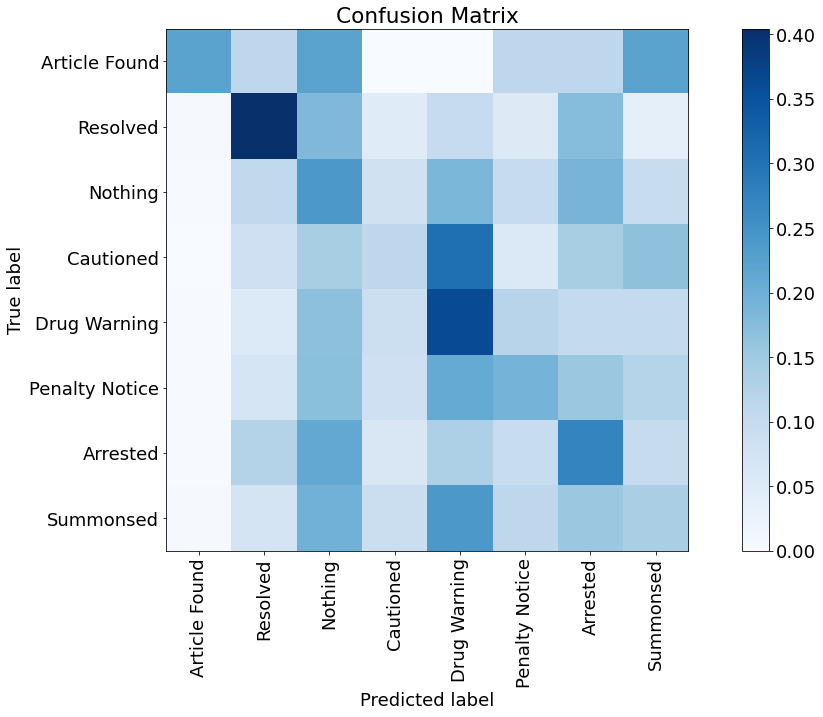 Confusion Matrix
True label
Article Found
Resolved
Nothing
Cautioned
Drug Warning
Penalty Notice
Arrested
Summonsed
Article Found
Resolved
Nothing
Cautioned
Drug Warning
Penalty Notice
Arrested
Summonsed
Predicted label
0.40
0.35
0.30
0.25
0.20
0.15
0.10
0.05
0.00